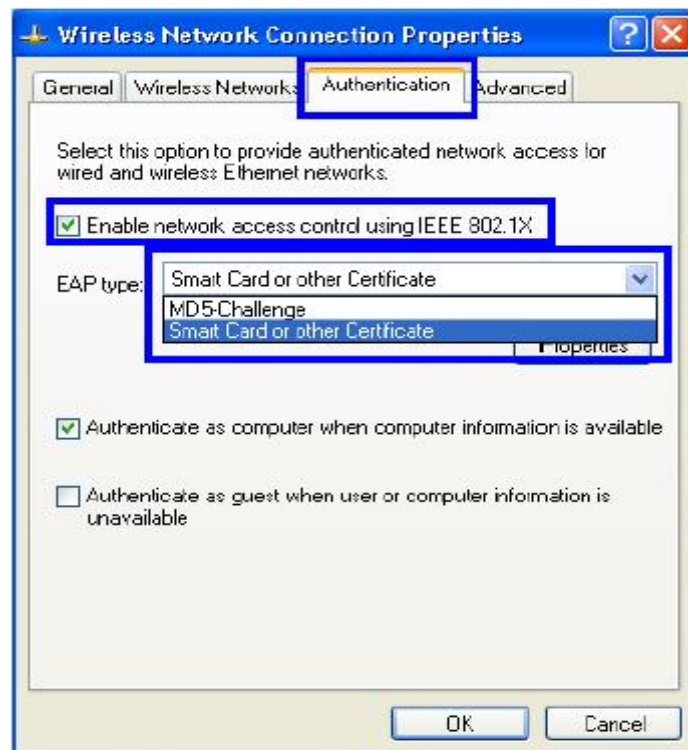 Wireless Network Connection Properties
General Wireless Networks Authentication Advanced
Select this option to provide authenticated network access for
wired and wireless Ethernet networks.
Enable network access control using IEEE 802.1X
EAP type: Smart Card or other Certificate
MD5-Challenge
Smart Card or other Certificate
Properties
Authenticate as computer when computer information is available
Authenticate as guest when user or computer information is
unavailable
OK Cancel